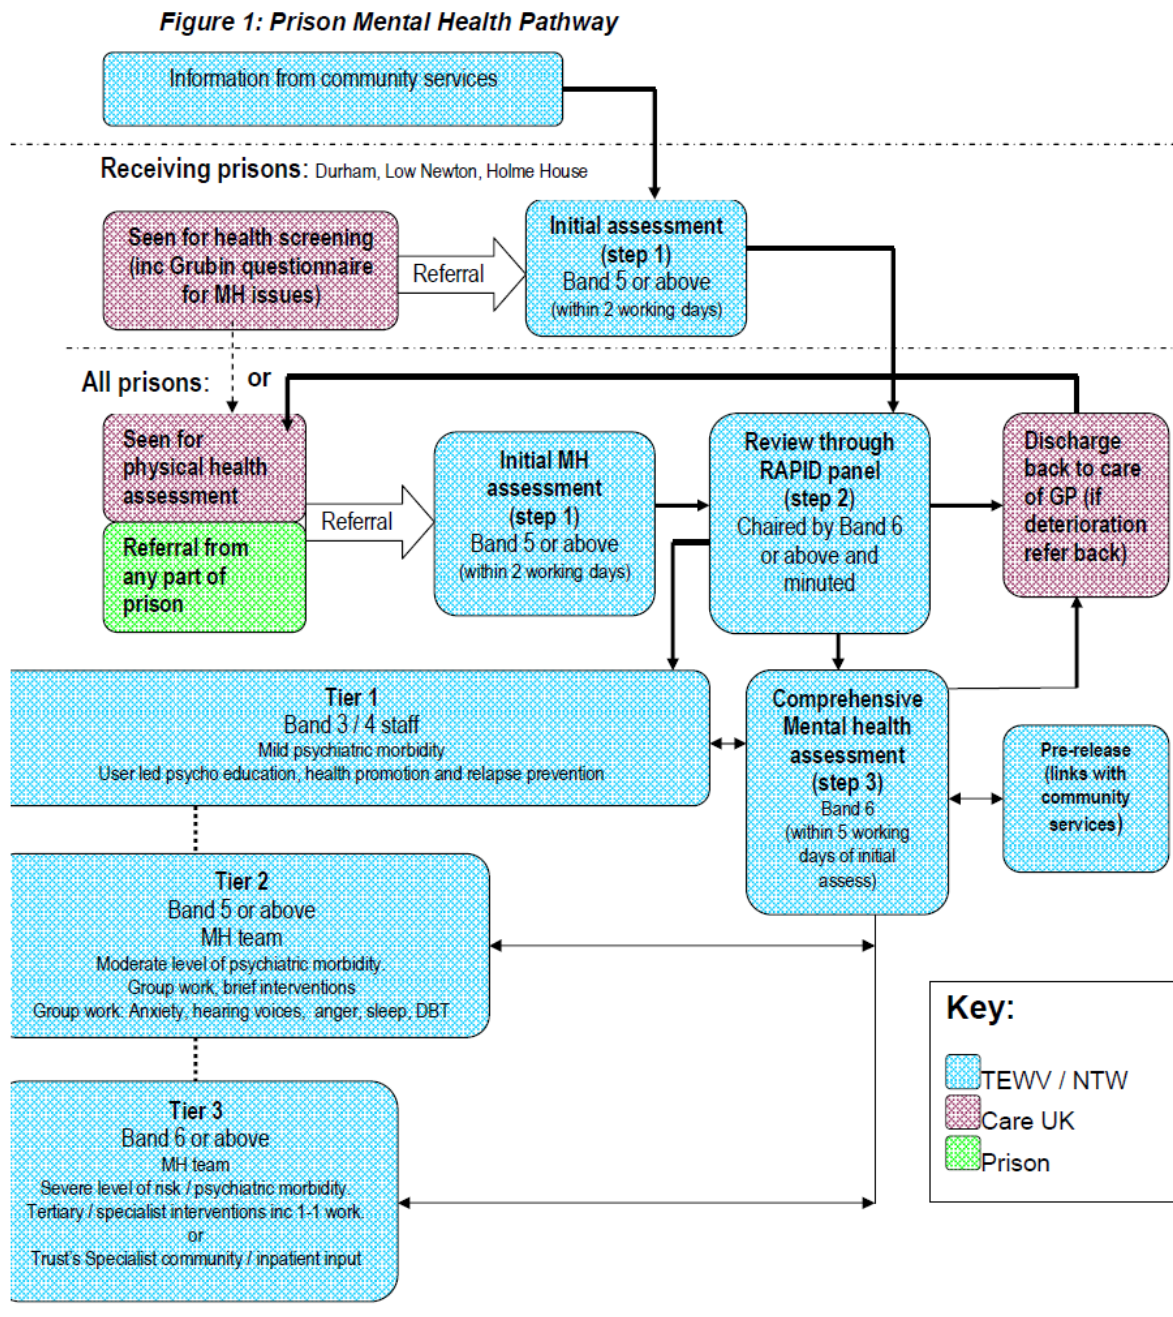 Figure 1: Prison Mental Health Pathway
Information from community services
Receiving prisons: Durham, Low Newton, Holme House
Seen for health screening
(inc Grubin questionnaire
for MH issues)
Referral
Initial assessment
(step 1)
Band 5 or above
(within 2 working days)
All prisons:
or
Seen for
physical health
assessment
Referral from
any part of
prison
Referral
Initial MH
assessment
(step 1)
Band 5 or above
(within 2 working days)
Review through
RAPID panel
(step 2)
Chaired by Band 6
or above and
minuted
Discharge
back to care
of GP (if
deterioration
refer back)
Tier 1
Band 3 / 4 staff
Mild psychiatric morbidity
User led psycho education, health promotion and relapse prevention
Comprehensive
Mental health
assessment
(step 3)
Band 6
(within 5 working
days of initial
assess)
Pre-release
(links with
community
services)
Tier 2
Band 5 or above
MH team
Moderate level of psychiatric morbidity.
Group work, brief interventions
Group work: Anxiety, hearing voices, anger, sleep, DBT
Tier 3
Band 6 or above
MH team
Severe level of risk / psychiatric morbidity.
Tertiary / specialist interventions inc 1-1 work.
or
Trust's Specialist community / inpatient input
Key:
TEWV / NTW
Care UK
Prison